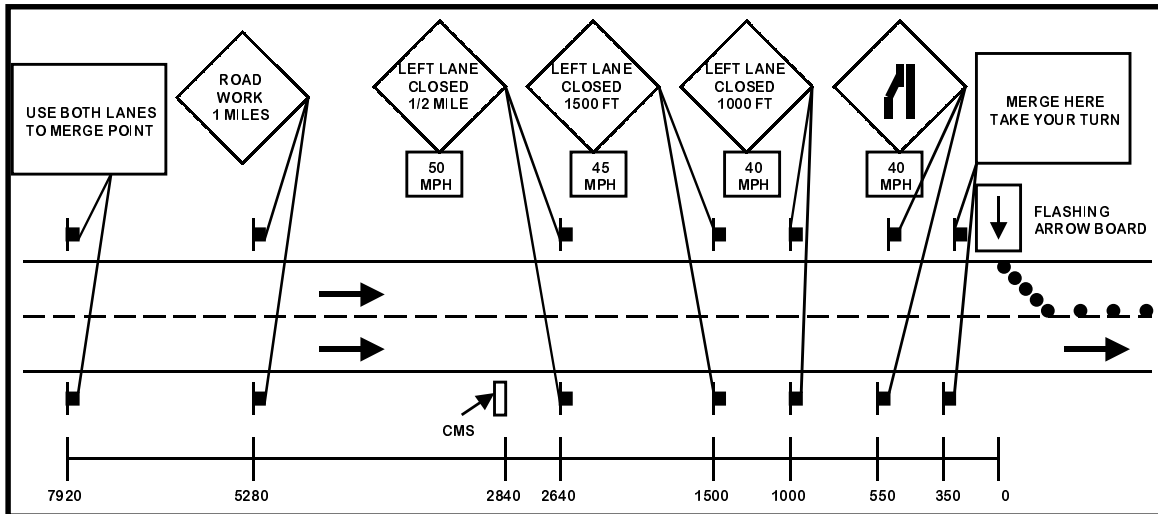 USE BOTH LANES
TO MERGE POINT
ROAD
WORK
1 MILES
LEFT LANE
CLOSED
1/2 MILE
50
MPH
LEFT LANE
CLOSED
1500 FT
45
MPH
LEFT LANE
CLOSED
1000 FT
40
MPH
40
MPH
MERGE HERE
TAKE YOUR TURN
FLASHING
ARROW BOARD
CMS
7920
5280
2840
2640
1500
1000
550
350
0